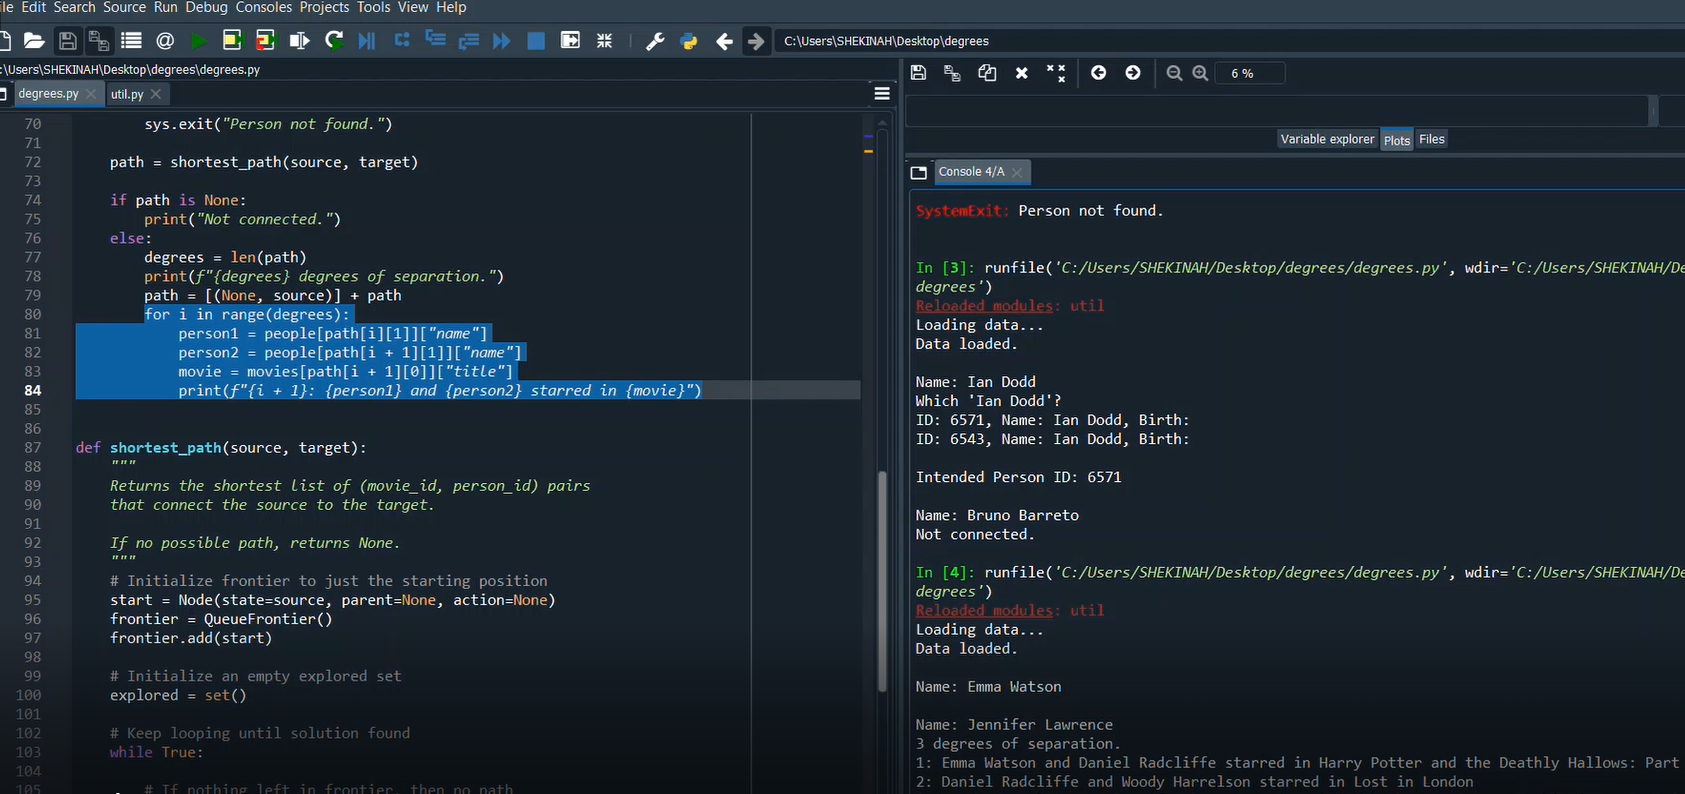 ile Edit Search Source Run Debug Consoles Projects Tools View Help
C:\Users\SHEKINAH\Desktop\degrees
:\Users\SHEKINAH\Desktop\degrees\degrees.py
degrees.py
util.py
70 sys.exit("Person not found.")
71
72 path = shortest_path(source, target)
73
74 if path is None:
75 print("Not connected.")
76 else:
77 degrees = len(path)
78 print(f"{degrees} degrees of separation.")
79 path = [(None, source)] + path
80 for i in range(degrees):
81 person1 = people[path[i][1]]["name"]
82 person2 = people[path[i + 1][1]]["name"]
83 movie = movies[path[i + 1][0]]["title"]
84 print(f"{i + 1}: {person1} and {person2} starred in {movie}")
85
86
87 def shortest_path(source, target):
88 """
89 Returns the shortest list of (movie_id, person_id) pairs
90 that connect the source to the target.
91
92 If no possible path, returns None.
93 """
94 # Initialize frontier to just the starting position
95 start = Node(state=source, parent=None, action=None)
96 frontier = QueueFrontier()
97 frontier.add(start)
98
99 # Initialize an empty explored set
100 explored = set()
101
102 # Keep looping until solution found
103 while True:
104
105 # If nothing left in frontier, then no path
6 %
Variable explorer Plots Files
Console 4/A
SystemExit: Person not found.
In [3]: runfile('C:/Users/SHEKINAH/Desktop/degrees/degrees.py', wdir='C:/Users/SHEKINAH/De
degrees')
Reloaded modules: util
Loading data...
Data loaded.
Name: Ian Dodd
Which 'Ian Dodd'?
ID: 6571, Name: Ian Dodd, Birth:
ID: 6543, Name: Ian Dodd, Birth:
Intended Person ID: 6571
Name: Bruno Barreto
Not connected.
In [4]: runfile('C:/Users/SHEKINAH/Desktop/degrees/degrees.py', wdir='C:/Users/SHEKINAH/De
degrees')
Reloaded modules: util
Loading data...
Data loaded.
Name: Emma Watson
Name: Jennifer Lawrence
3 degrees of separation.
1: Emma Watson and Daniel Radcliffe starred in Harry Potter and the Deathly Hallows: Part
2: Daniel Radcliffe and Woody Harrelson starred in Lost in London